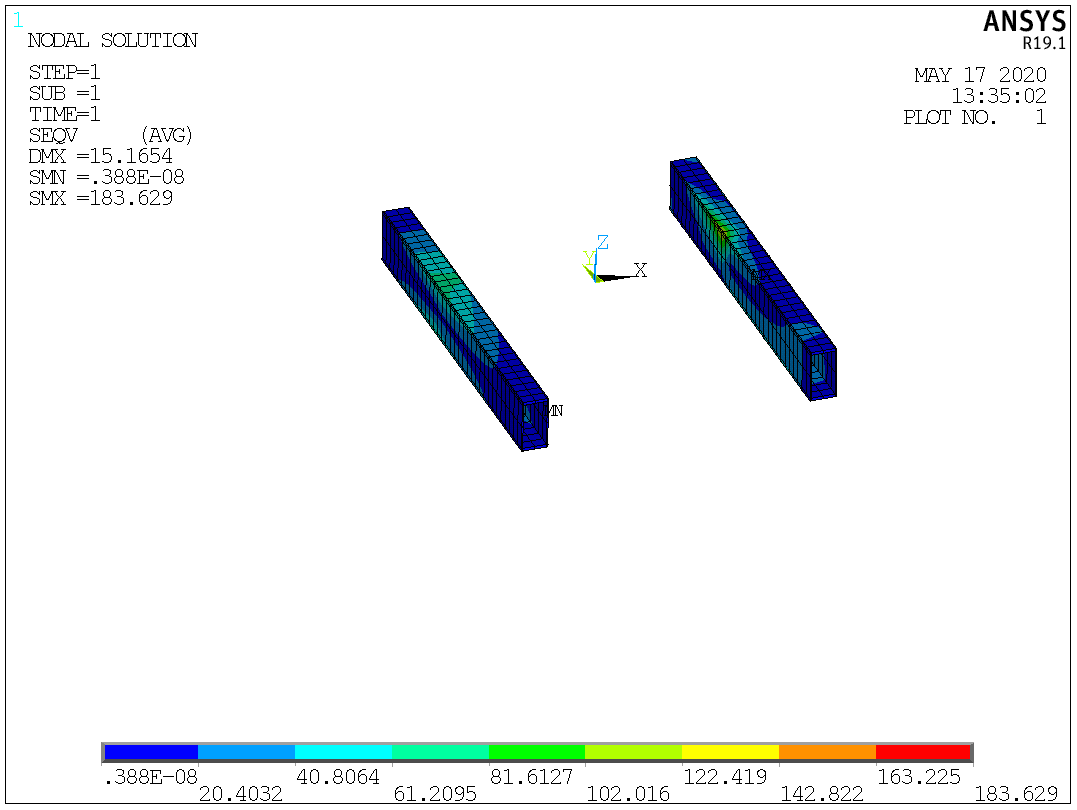 1
NODAL SOLUTION
STEP=1
SUB =1
TIME=1
SEQV (AVG)
DMX =15.1654
SMN =.388E-08
SMX =183.629
ANSYS
R19.1
MAY 17 2020
13:35:02
PLOT NO. 1
Z
Y
X
MN
.388E-08
20.4032
40.8064
61.2095
81.6127
102.016
122.419
142.822
163.225
183.629